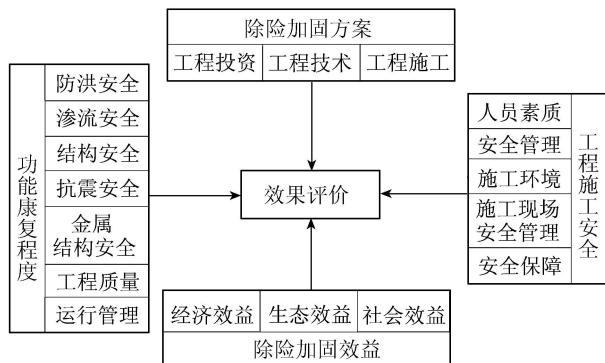 除险加固方案
工程投资 工程技术 工程施工
功能康复程度
防洪安全
渗流安全
结构安全
抗震安全
金属
结构安全
工程质量
运行管理
效果评价
人员素质
安全管理
施工环境
施工现场
安全管理
安全保障
工程施工安全
经济效益 生态效益 社会效益
除险加固效益